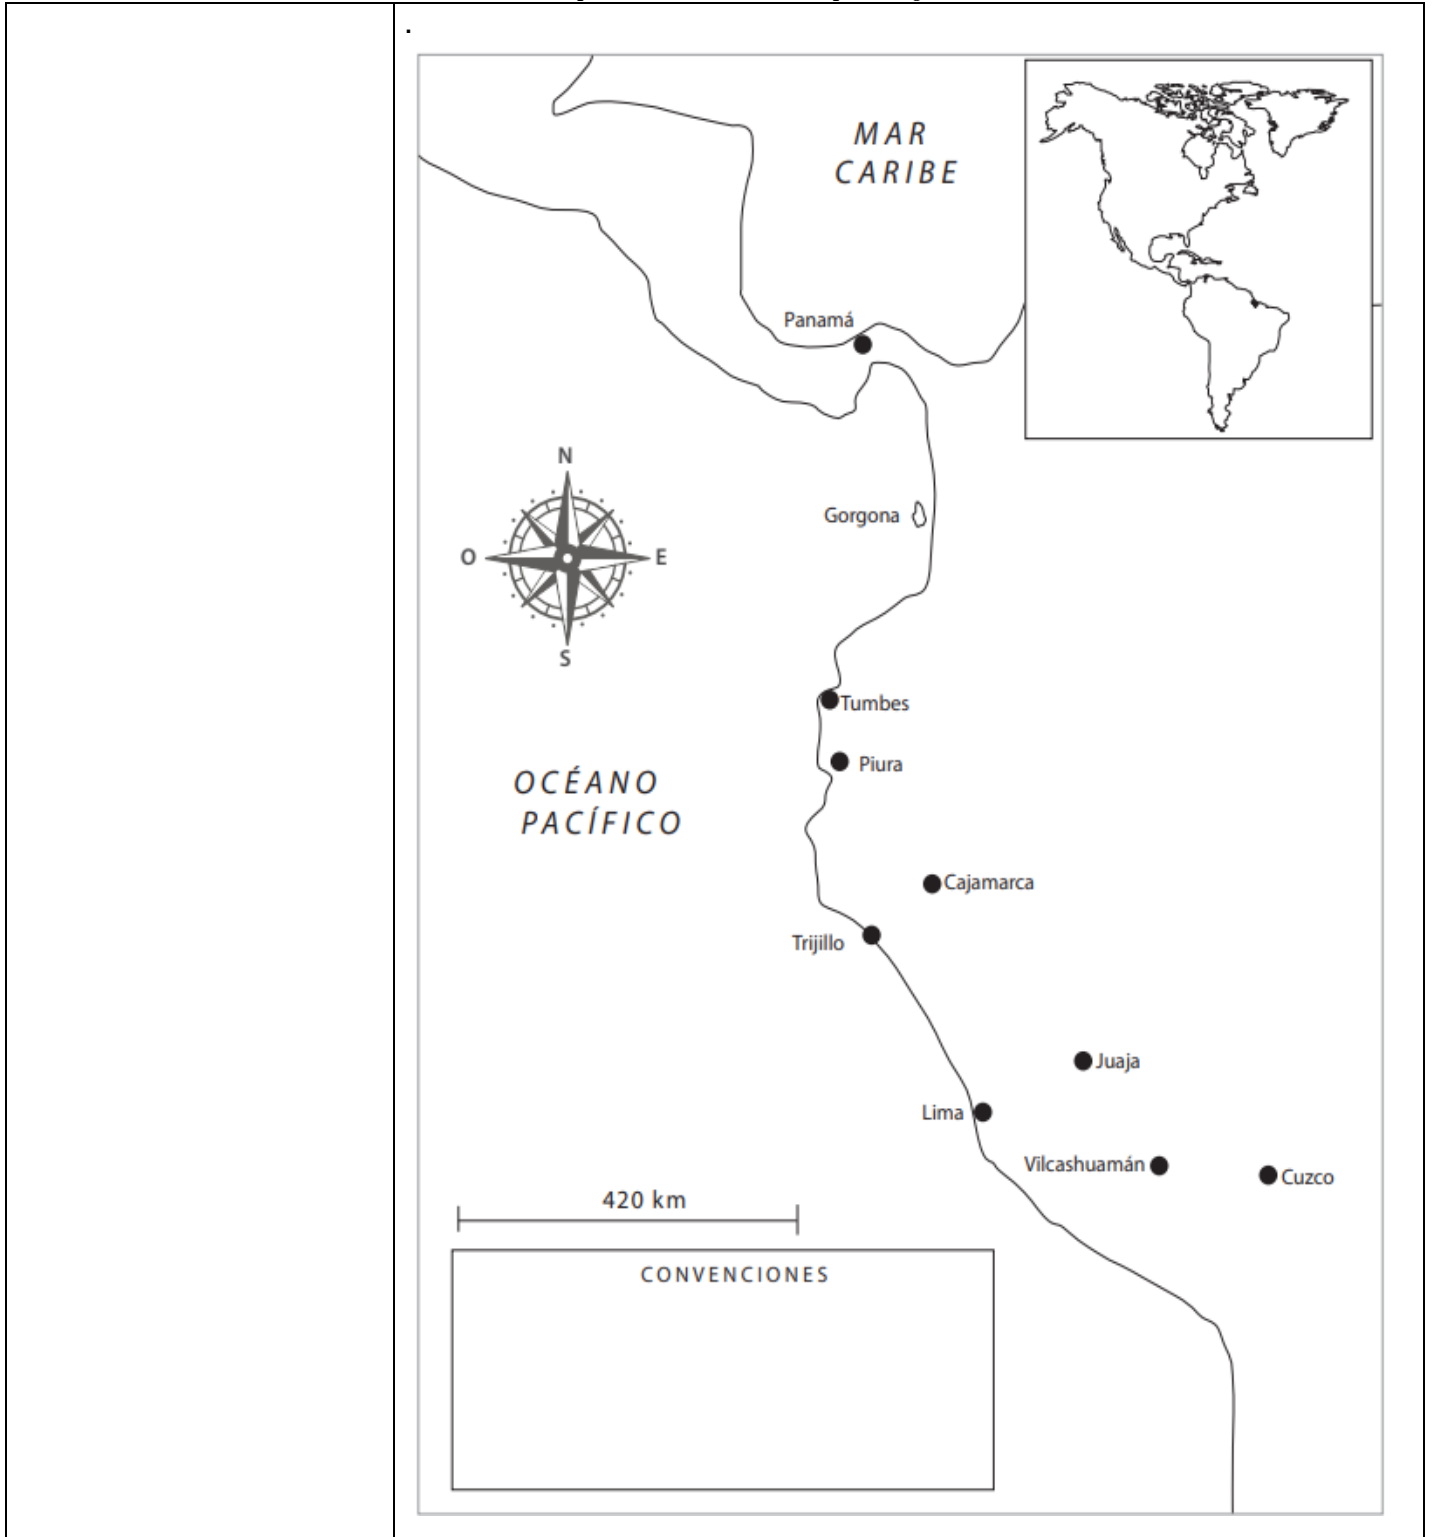 .
MAR
CARIBE
Panamá
N
O
E
S
Gorgona
Tumbes
Piura
OCÉANO
PACÍFICO
Cajamarca
Trijillo
Juaja
Lima
Vilcashuamán
Cuzco
420 km
CONVENCIONES